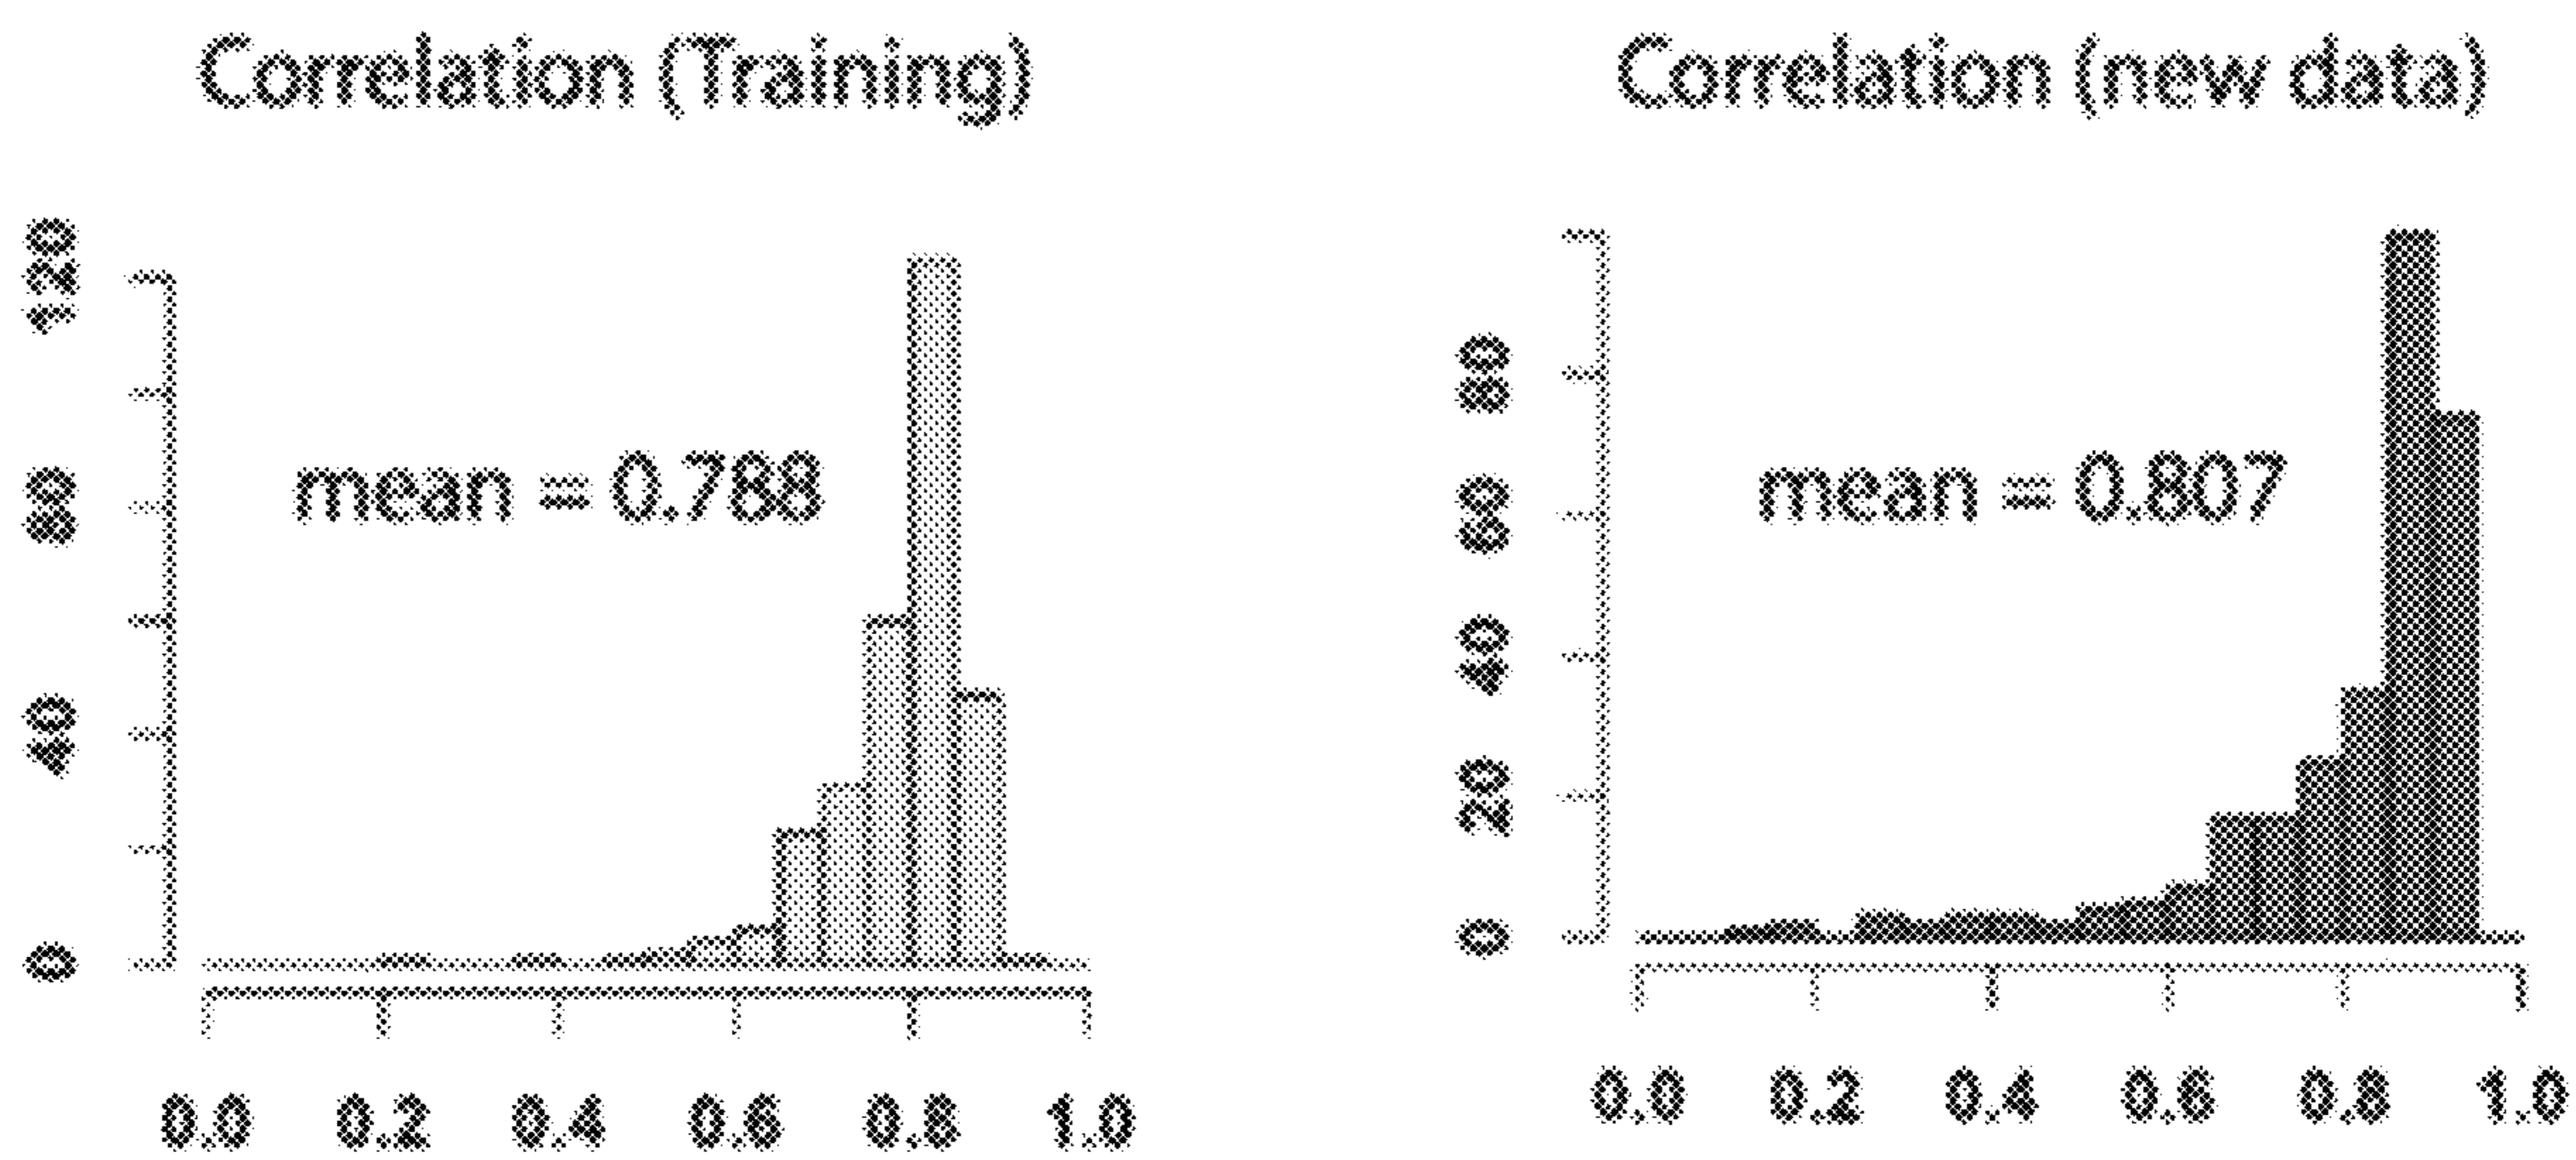 Correlation (Training)
120
80
40
0
mean = 0.788
0.0 0.2 0.4 0.6 0.8 1.0
Correlation (new data)
80
60
40
20
0
mean = 0.807
0.0 0.2 0.4 0.6 0.8 1.0